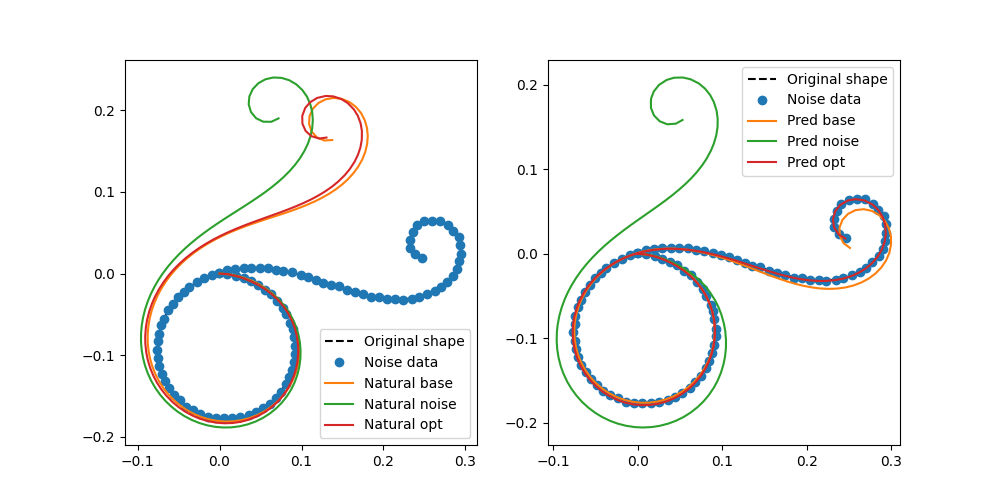 0.2
0.1
0.0
−0.1
−0.2
−0.1
0.0
0.1
0.2
0.3
Original shape
Noise data
Natural base
Natural noise
Natural opt
0.2
0.1
0.0
−0.1
−0.2
−0.1
0.0
0.1
0.2
0.3
Original shape
Noise data
Pred base
Pred noise
Pred opt